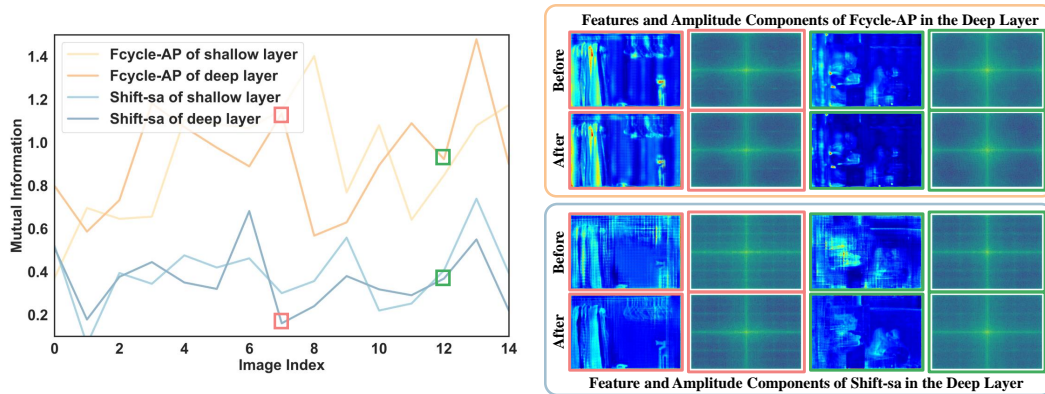 Mutual Information
1.4
1.2
1.0
0.8
0.6
0.4
0.2
Fcycle-AP of shallow layer
Fcycle-AP of deep layer
Shift-sa of shallow layer
Shift-sa of deep layer
0 2 4 6 8 10 12 14
Image Index
Features and Amplitude Components of Fcycle-AP in the Deep Layer
Before
After
Before
After
Feature and Amplitude Components of Shift-sa in the Deep Layer